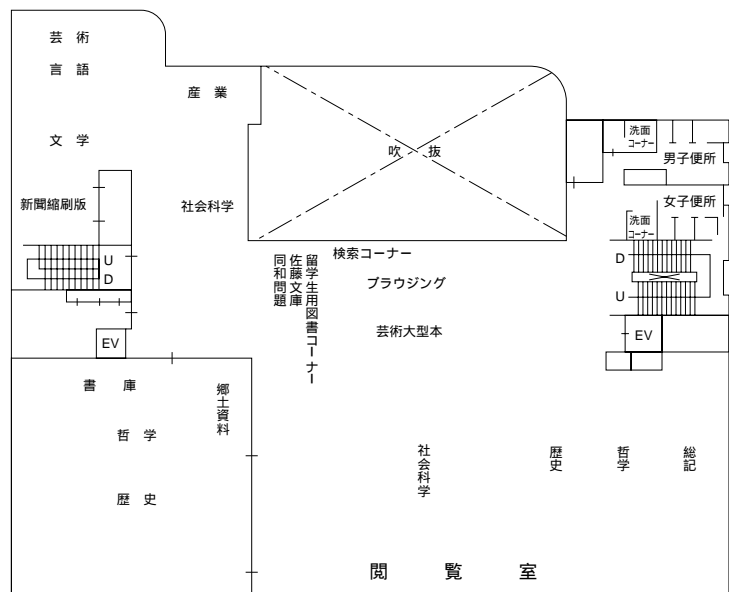 芸 術
言 語
産 業
文 学
吹 抜
洗面
コーナー
男子便所
新聞縮刷版
社会科学
女子便所
洗面
コーナー
U
D
検索コーナー
ブラウジング
留学生用図書コーナー
佐藤文庫
同和問題
芸術大型本
D
U
EV
EV
書 庫
郷土資料
哲 学
歴 史
社会科学
歴史
哲学
総記
閲 覧 室